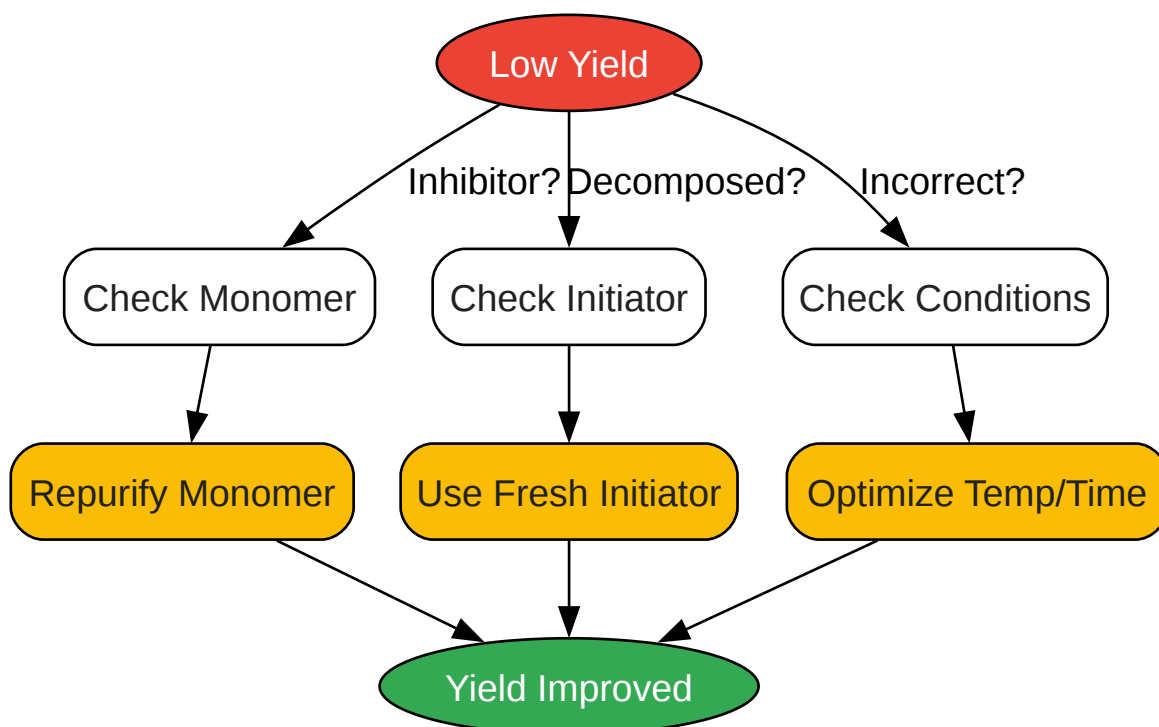 Low Yield
Inhibitor?
Decomposed?
Incorrect?
Check Monomer
Check Initiator
Check Conditions
Repurify Monomer
Use Fresh Initiator
Optimize Temp/Time
Yield Improved